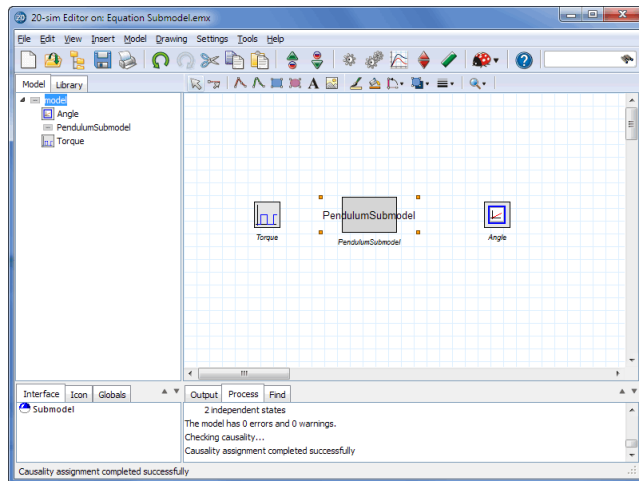 20-sim Editor on: Equation Submodel.emx
File Edit View Insert Model Drawing Settings Tools Help
Model Library
model
Angle
PendulumSubmodel
Torque
PendulumSubmodel
Torque
PendulumSubmodel
Angle
Interface Icon Globals
Submodel
Output Process Find
2 independent states
The model has 0 errors and 0 warnings.
Checking causality...
Causality assignment completed successfully
Causality assignment completed successfully